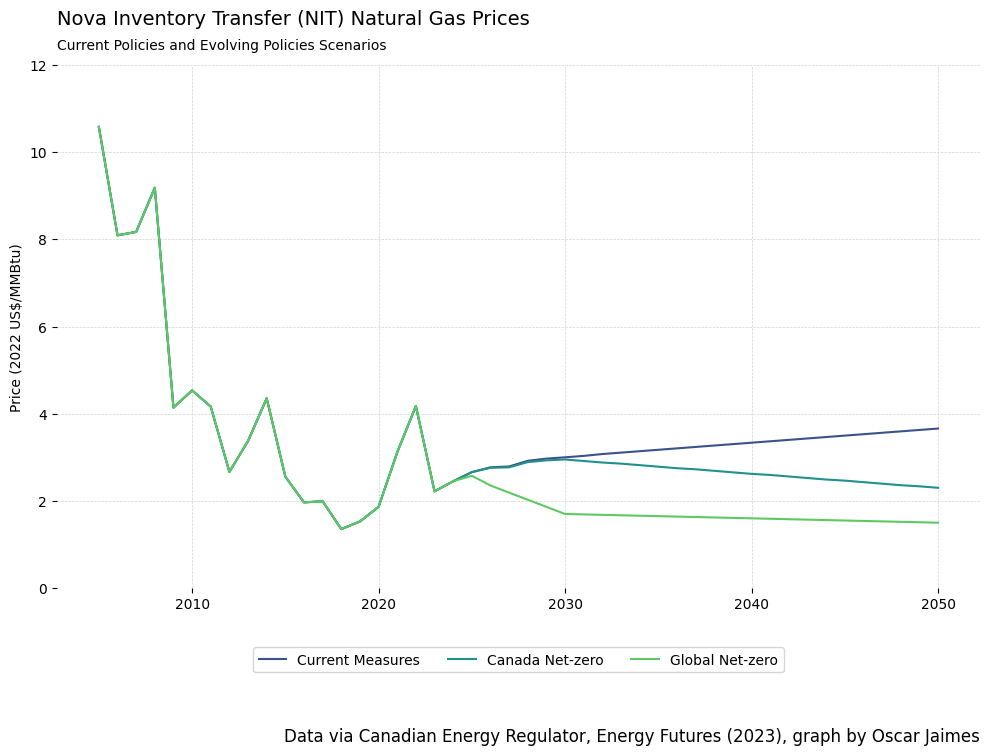 Nova Inventory Transfer (NIT) Natural Gas Prices
Current Policies and Evolving Policies Scenarios
Price (2022 US$/MMBtu)
12
10
8
6
4
2
0
2010 2020 2030 2040 2050
Current Measures Canada Net-zero Global Net-zero
Data via Canadian Energy Regulator, Energy Futures (2023), graph by Oscar Jaimes